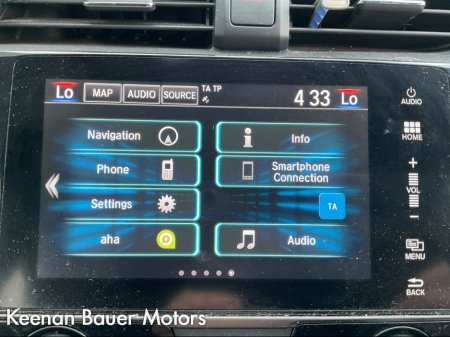 Lo MAP AUDIO SOURCE TA TP 4 33 Lo
AUDIO
HOME
Navigation Info
Phone Smartphone
Connection
+
VOL
−
Settings TA
aha Audio
MENU
BACK
Keenan Bauer Motors